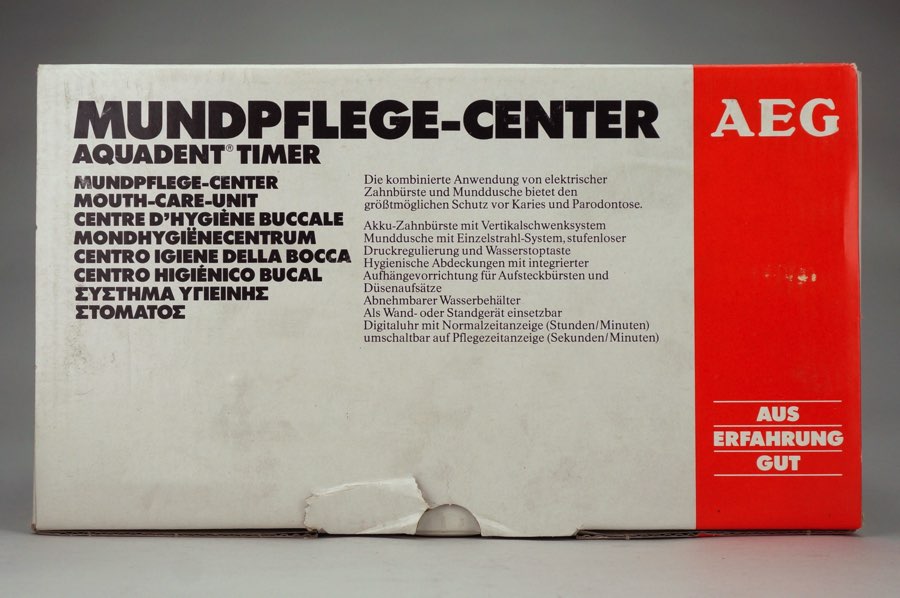 MUNDPFLEGE-CENTER
AQUADENT® TIMER
MUNDPFLEGE-CENTER
MOUTH-CARE-UNIT
CENTRE D'HYGIÈNE BUCCALE
MONDHYGIËNECENTRUM
CENTRO IGIENE DELLA BOCCA
CENTRO HIGIÉNICO BUCAL
ΣΥΣΤΗΜΑ ΥΓΙΕΙΝΗΣ
ΣΤΟΜΑΤΟΣ
Die kombinierte Anwendung von elektrischer
Zahnbürste und Munddusche bietet den
größtmöglichen Schutz vor Karies und Parodontose.
Akku-Zahnbürste mit Vertikalschwenksystem
Munddusche mit Einzelstrahl-System, stufenloser
Druckregulierung und Wasserstoptaste
Hygienische Abdeckungen mit integrierter
Aufhängevorrichtung für Aufsteckbürsten und
Düsenaufsätze
Abnehmbarer Wasserbehälter
Als Wand- oder Standgerät einsetzbar
Digitaluhr mit Normalzeitanzeige (Stunden/Minuten)
umschaltbar auf Pflegezeitanzeige (Sekunden/Minuten)
AEG
AUS
ERFAHRUNG
GUT